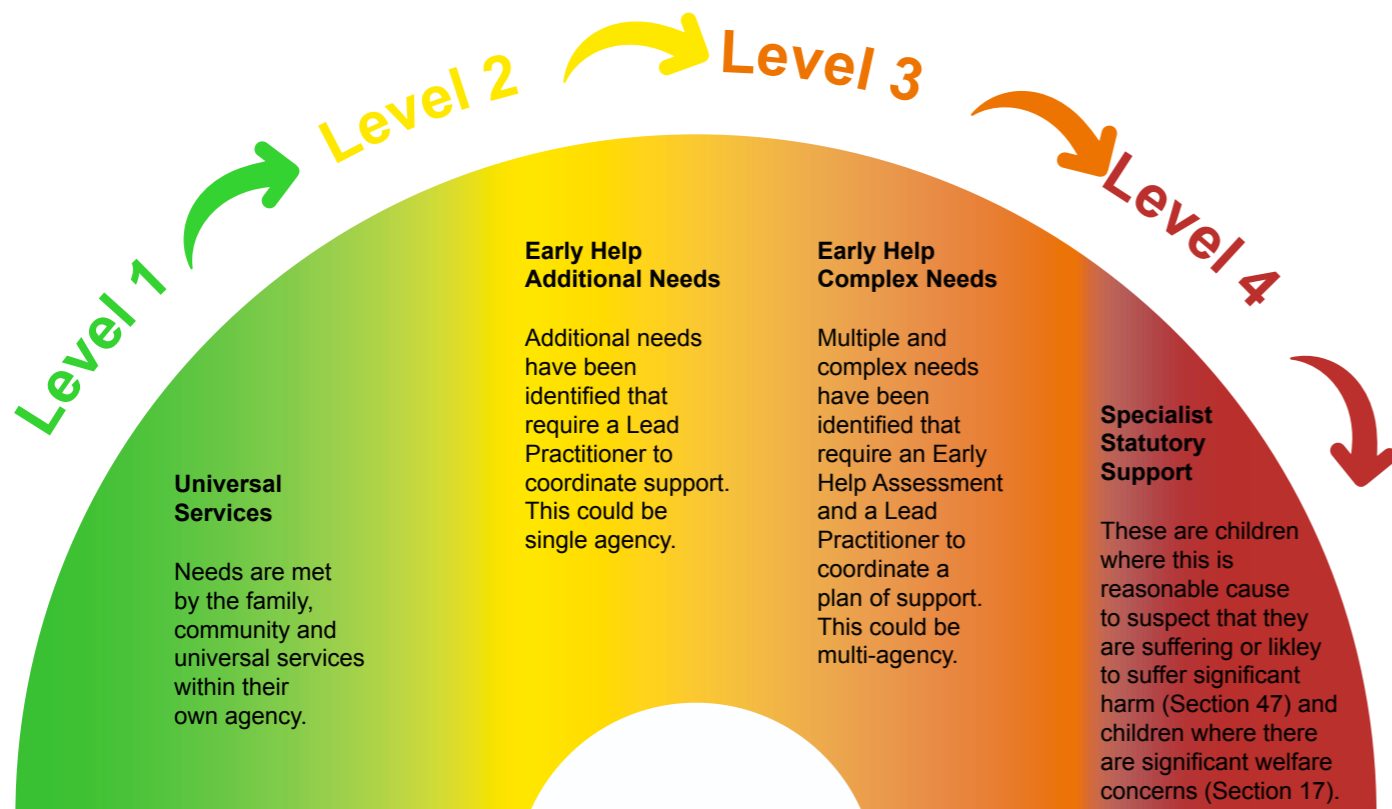 Level 1
Level 2
Level 3
Level 4
Universal
Services
Needs are met
by the family,
community and
universal services
within their
own agency.
Early Help
Additional Needs
Additional needs
have been
identified that
require a Lead
Practitioner to
coordinate support.
This could be
single agency.
Early Help
Complex Needs
Multiple and
complex needs
have been
identified that
require an Early
Help Assessment
and a Lead
Practitioner to
coordinate a
plan of support.
This could be
multi-agency.
Specialist
Statutory
Support
These are children
where this is
reasonable cause
to suspect that they
are suffering or likley
to suffer significant
harm (Section 47) and
children where there
are significant welfare
concerns (Section 17).